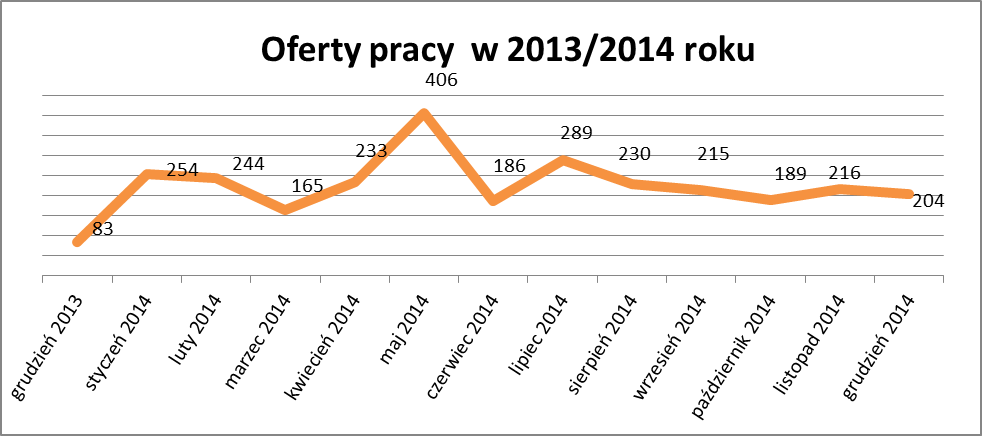 Oferty pracy  w 2013/2014 roku
406
289
254
244
233
230
215
216
186
189
165
204
83
grudzień 2013
styczeń 2014
luty 2014
marzec 2014
kwiecień 2014
maj 2014
czerwiec 2014
lipiec 2014
sierpień 2014
wrzesień 2014
październik 2014
listopad 2014
grudzień 2014